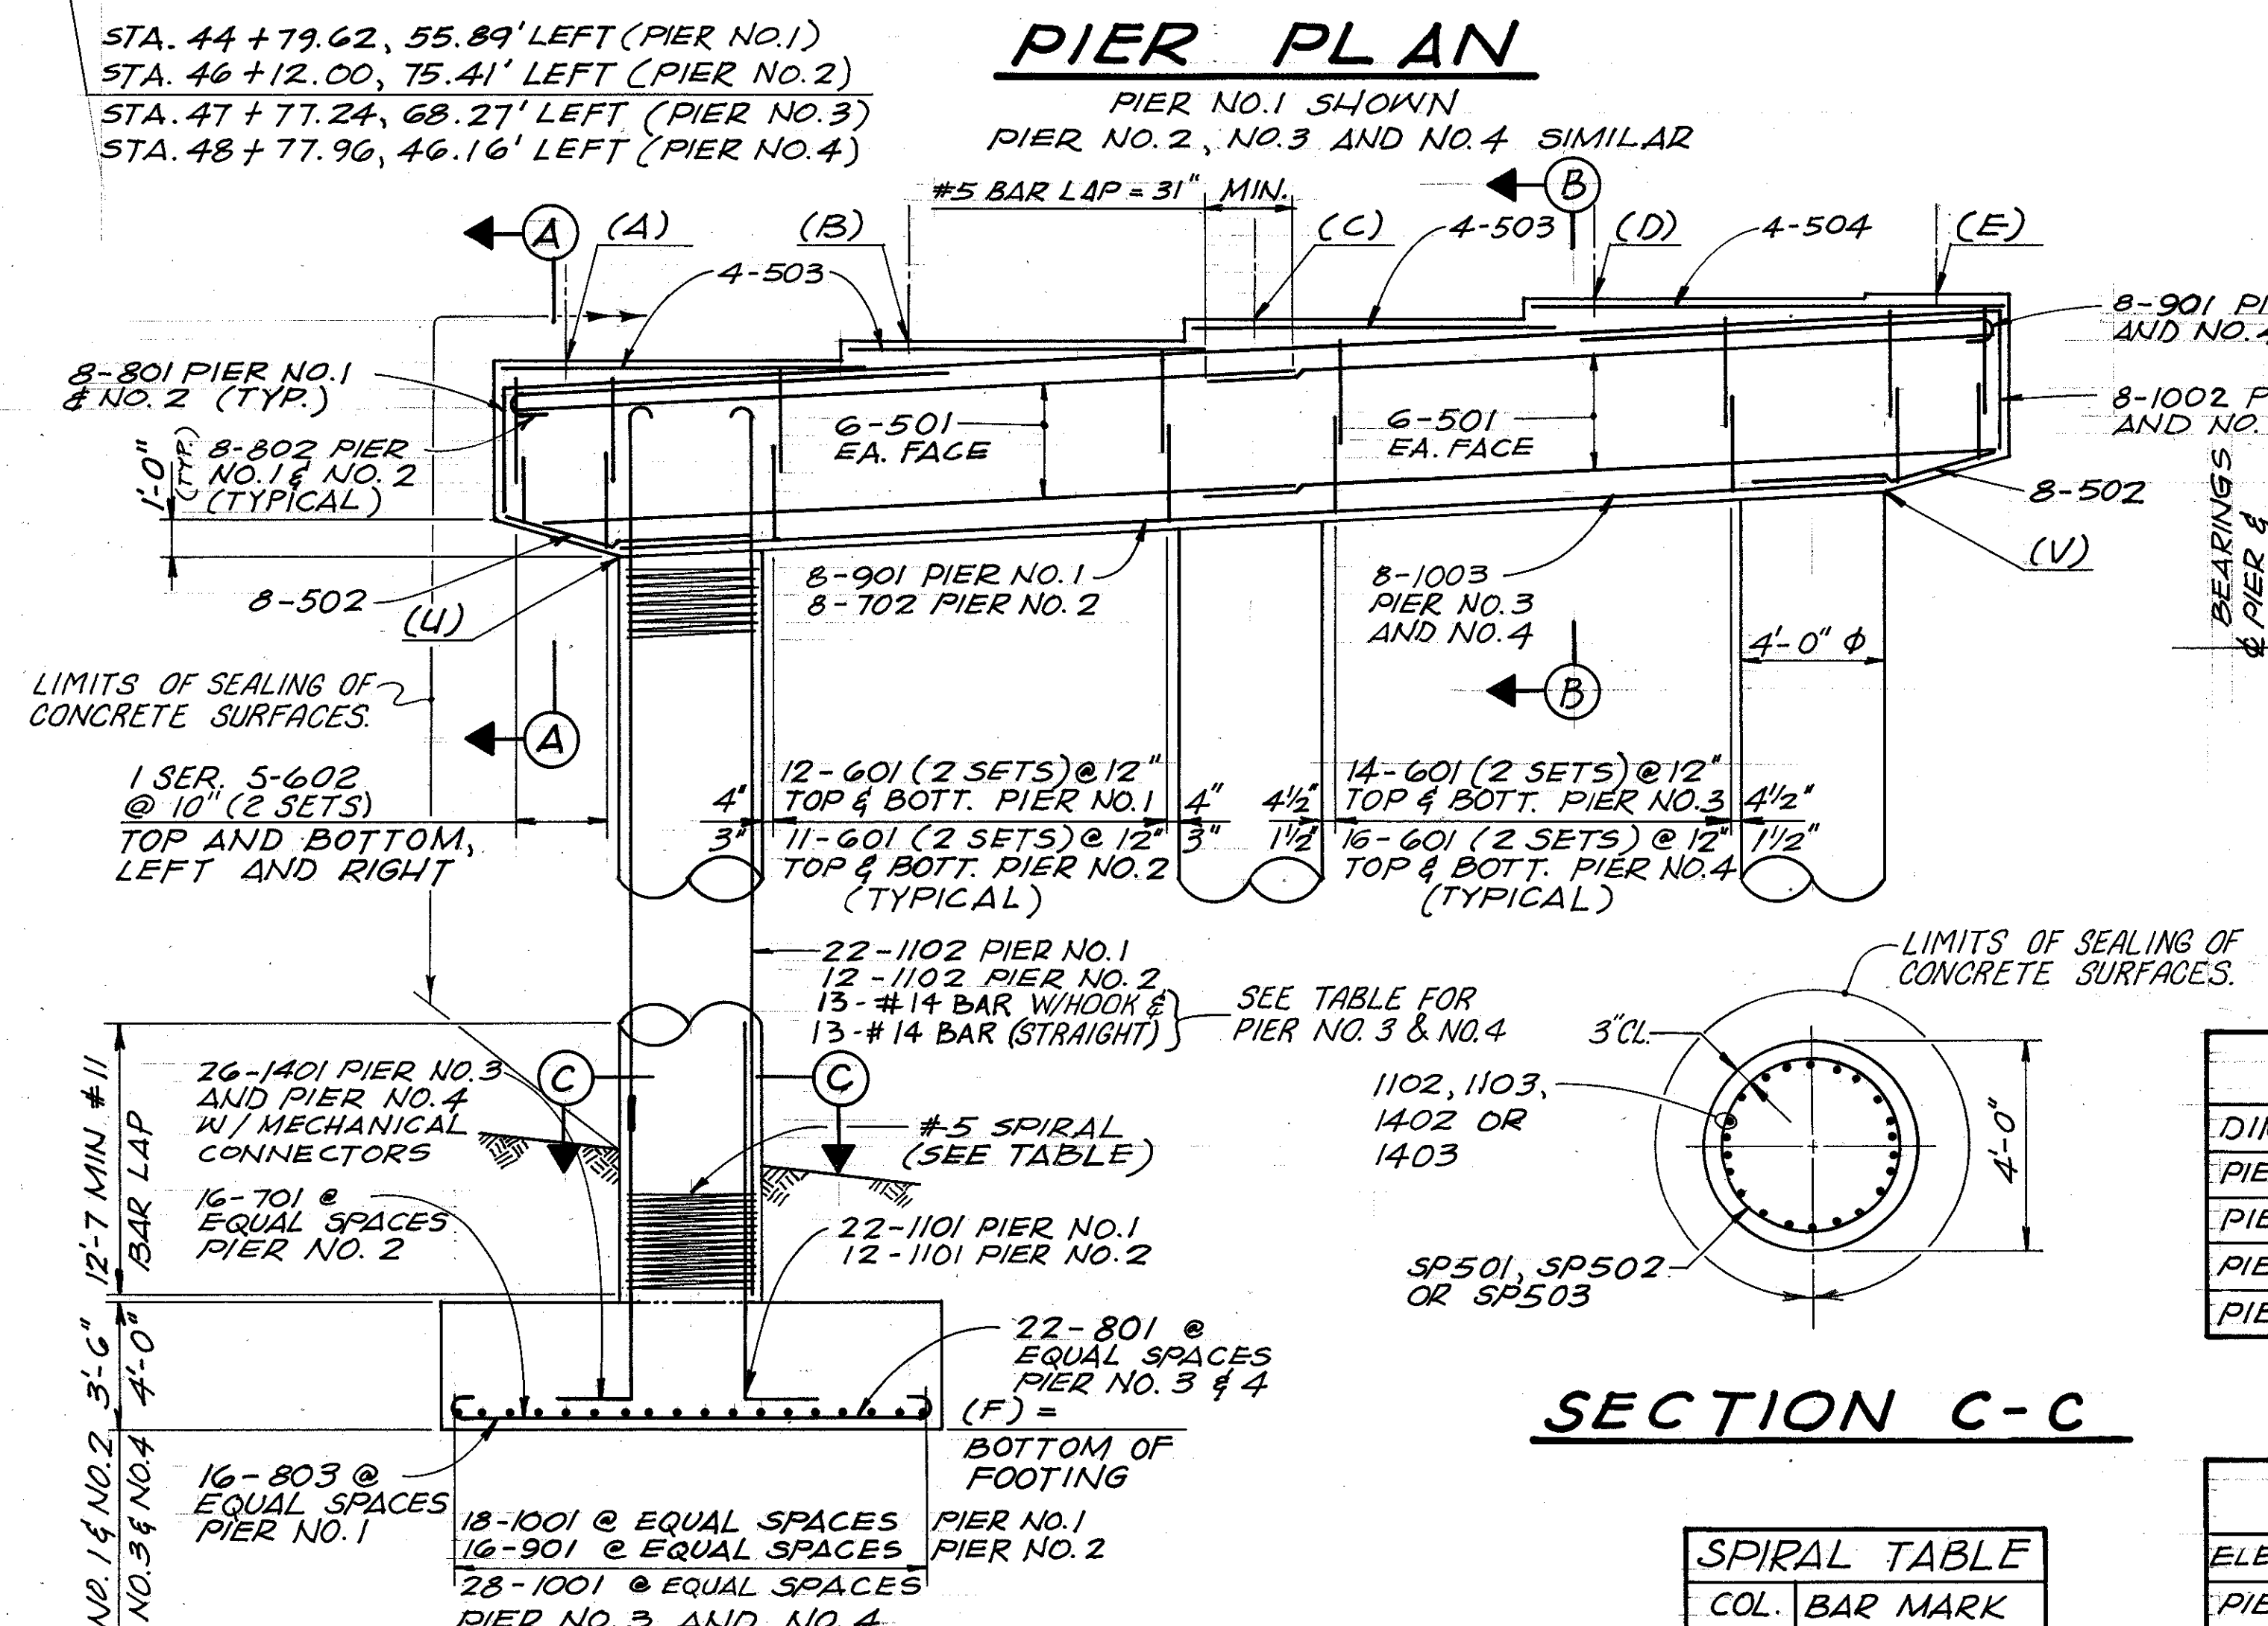 STA. 44 + 79.62, 55.89' LEFT (PIER NO.1)
STA. 46 + 12.00, 75.41' LEFT (PIER NO.2)
STA. 47 + 77.24, 68.27' LEFT (PIER NO.3)
STA. 48 + 77.96, 46.16' LEFT (PIER NO.4)
PIER PLAN
PIER NO.1 SHOWN
PIER NO.2, NO.3 AND NO.4 SIMILAR
#5 BAR LAP = 31" MIN.
A
(A)
(B)
(C)
4-503
B
(D)
4-504
(E)
4-503
8-801 PIER NO.1
& NO.2 (TYP.)
1'-0"
(TYP.)
8-802 PIER
NO.1 & NO.2
(TYPICAL)
6-501
EA. FACE
6-501
EA. FACE
8-901
AND NO.
8-1002
AND NO.
8-502
(V)
BEARINGS
℄ PIER &
8-502
(U)
8-901 PIER NO.1
8-702 PIER NO.2
8-1003
PIER NO.3
AND NO.4
4'-0" Φ
LIMITS OF SEALING OF
CONCRETE SURFACES.
A
B
1 SER. 5-602
@ 10" (2 SETS)
TOP AND BOTTOM,
LEFT AND RIGHT
4"
3"
12-601 (2 SETS) @ 12"
TOP & BOTT. PIER NO.1
11-601 (2 SETS) @ 12"
TOP & BOTT. PIER NO.2
(TYPICAL)
4"
3"
4½"
1½"
14-601 (2 SETS) @ 12"
TOP & BOTT. PIER NO.3
16-601 (2 SETS) @ 12"
TOP & BOTT. PIER NO.4
(TYPICAL)
4½"
1½"
22-1102 PIER NO.1
12-1102 PIER NO.2
13-#14 BAR W/HOOK &
13-#14 BAR (STRAIGHT)
SEE TABLE FOR
PIER NO. 3 & NO.4
LIMITS OF SEALING OF
CONCRETE SURFACES.
3"CL.
1102, 1103,
1402 OR
1403
4'-0"
SP501, SP502
OR SP503
SECTION C-C
12'-7 MIN #11
BAR LAP
26-1401 PIER NO.3
AND PIER NO.4
W/ MECHANICAL
CONNECTORS
C
C
#5 SPIRAL
(SEE TABLE)
16-701 @
EQUAL SPACES
PIER NO. 2
22-1101 PIER NO.1
12-1101 PIER NO.2
NO.1 & NO.2 3'-6"
NO.3 & NO.4 4'-0"
22-801 @
EQUAL SPACES
PIER NO. 3 & 4
(F) =
BOTTOM OF
FOOTING
16-803 @
EQUAL SPACES
PIER NO.1
18-1001 @ EQUAL SPACES PIER NO.1
16-901 @ EQUAL SPACES PIER NO.2
28-1001 @ EQUAL SPACES
PIER NO. 3 AND NO. 4
SPIRAL TABLE
COL. BAR MARK